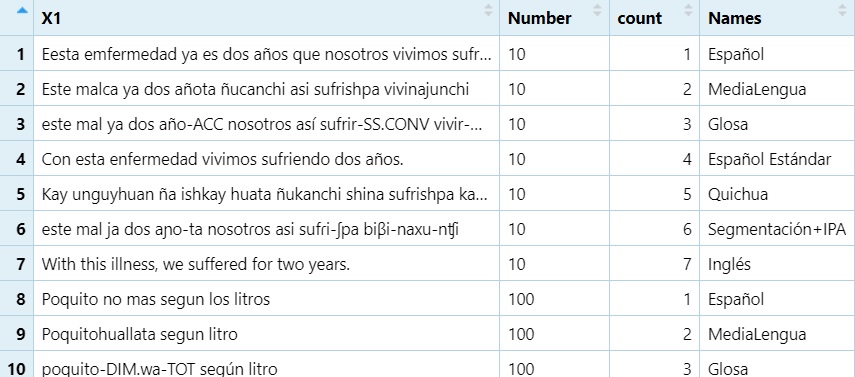 X1 Number count Names
1 Eesta emfermedad ya es dos años que nosotros vivimos sufr... 10 1 Español
2 Este malca ya dos añota ñucanchi asi sufrishpa vivinajunchi 10 2 MediaLengua
3 este mal ya dos año-ACC nosotros así sufrir-SS.CONV vivir-... 10 3 Glosa
4 Con esta enfermedad vivimos sufriendo dos años. 10 4 Español Estándar
5 Kay unguyhuan ña ishkay huata ñukanchi shina sufrishpa ka... 10 5 Quichua
6 este mal ja dos aɲo-ta nosotros asi sufri-ʃpa biβi-naxu-nʧi 10 6 Segmentación+IPA
7 With this illness, we suffered for two years. 10 7 Inglés
8 Poquito no mas segun los litros 100 1 Español
9 Poquitohuallata segun litro 100 2 MediaLengua
10 poquito-DIM.wa-TOT según litro 100 3 Glosa